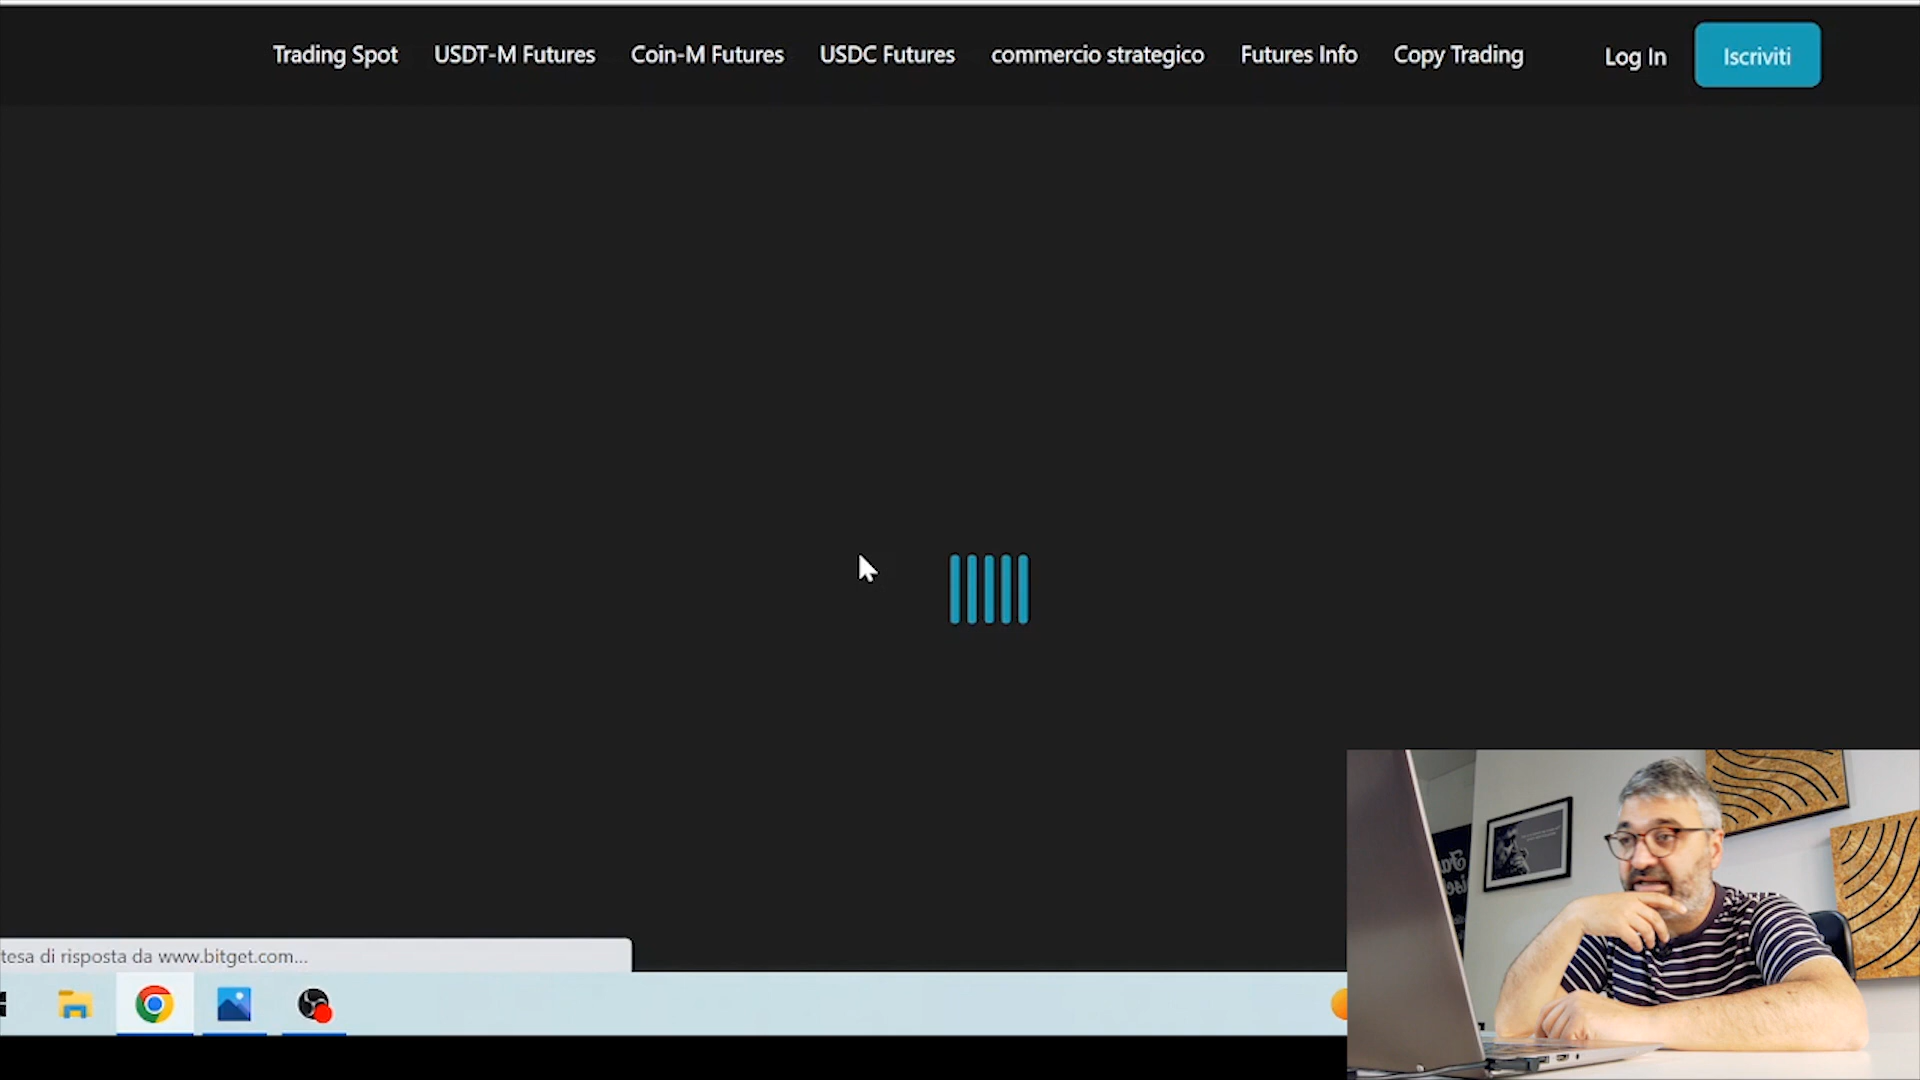 Trading Spot USDT-M Futures Coin-M Futures USDC Futures commercio strategico Futures Info Copy Trading Log In Iscriviti
tesa di risposta da www.bitget.com...